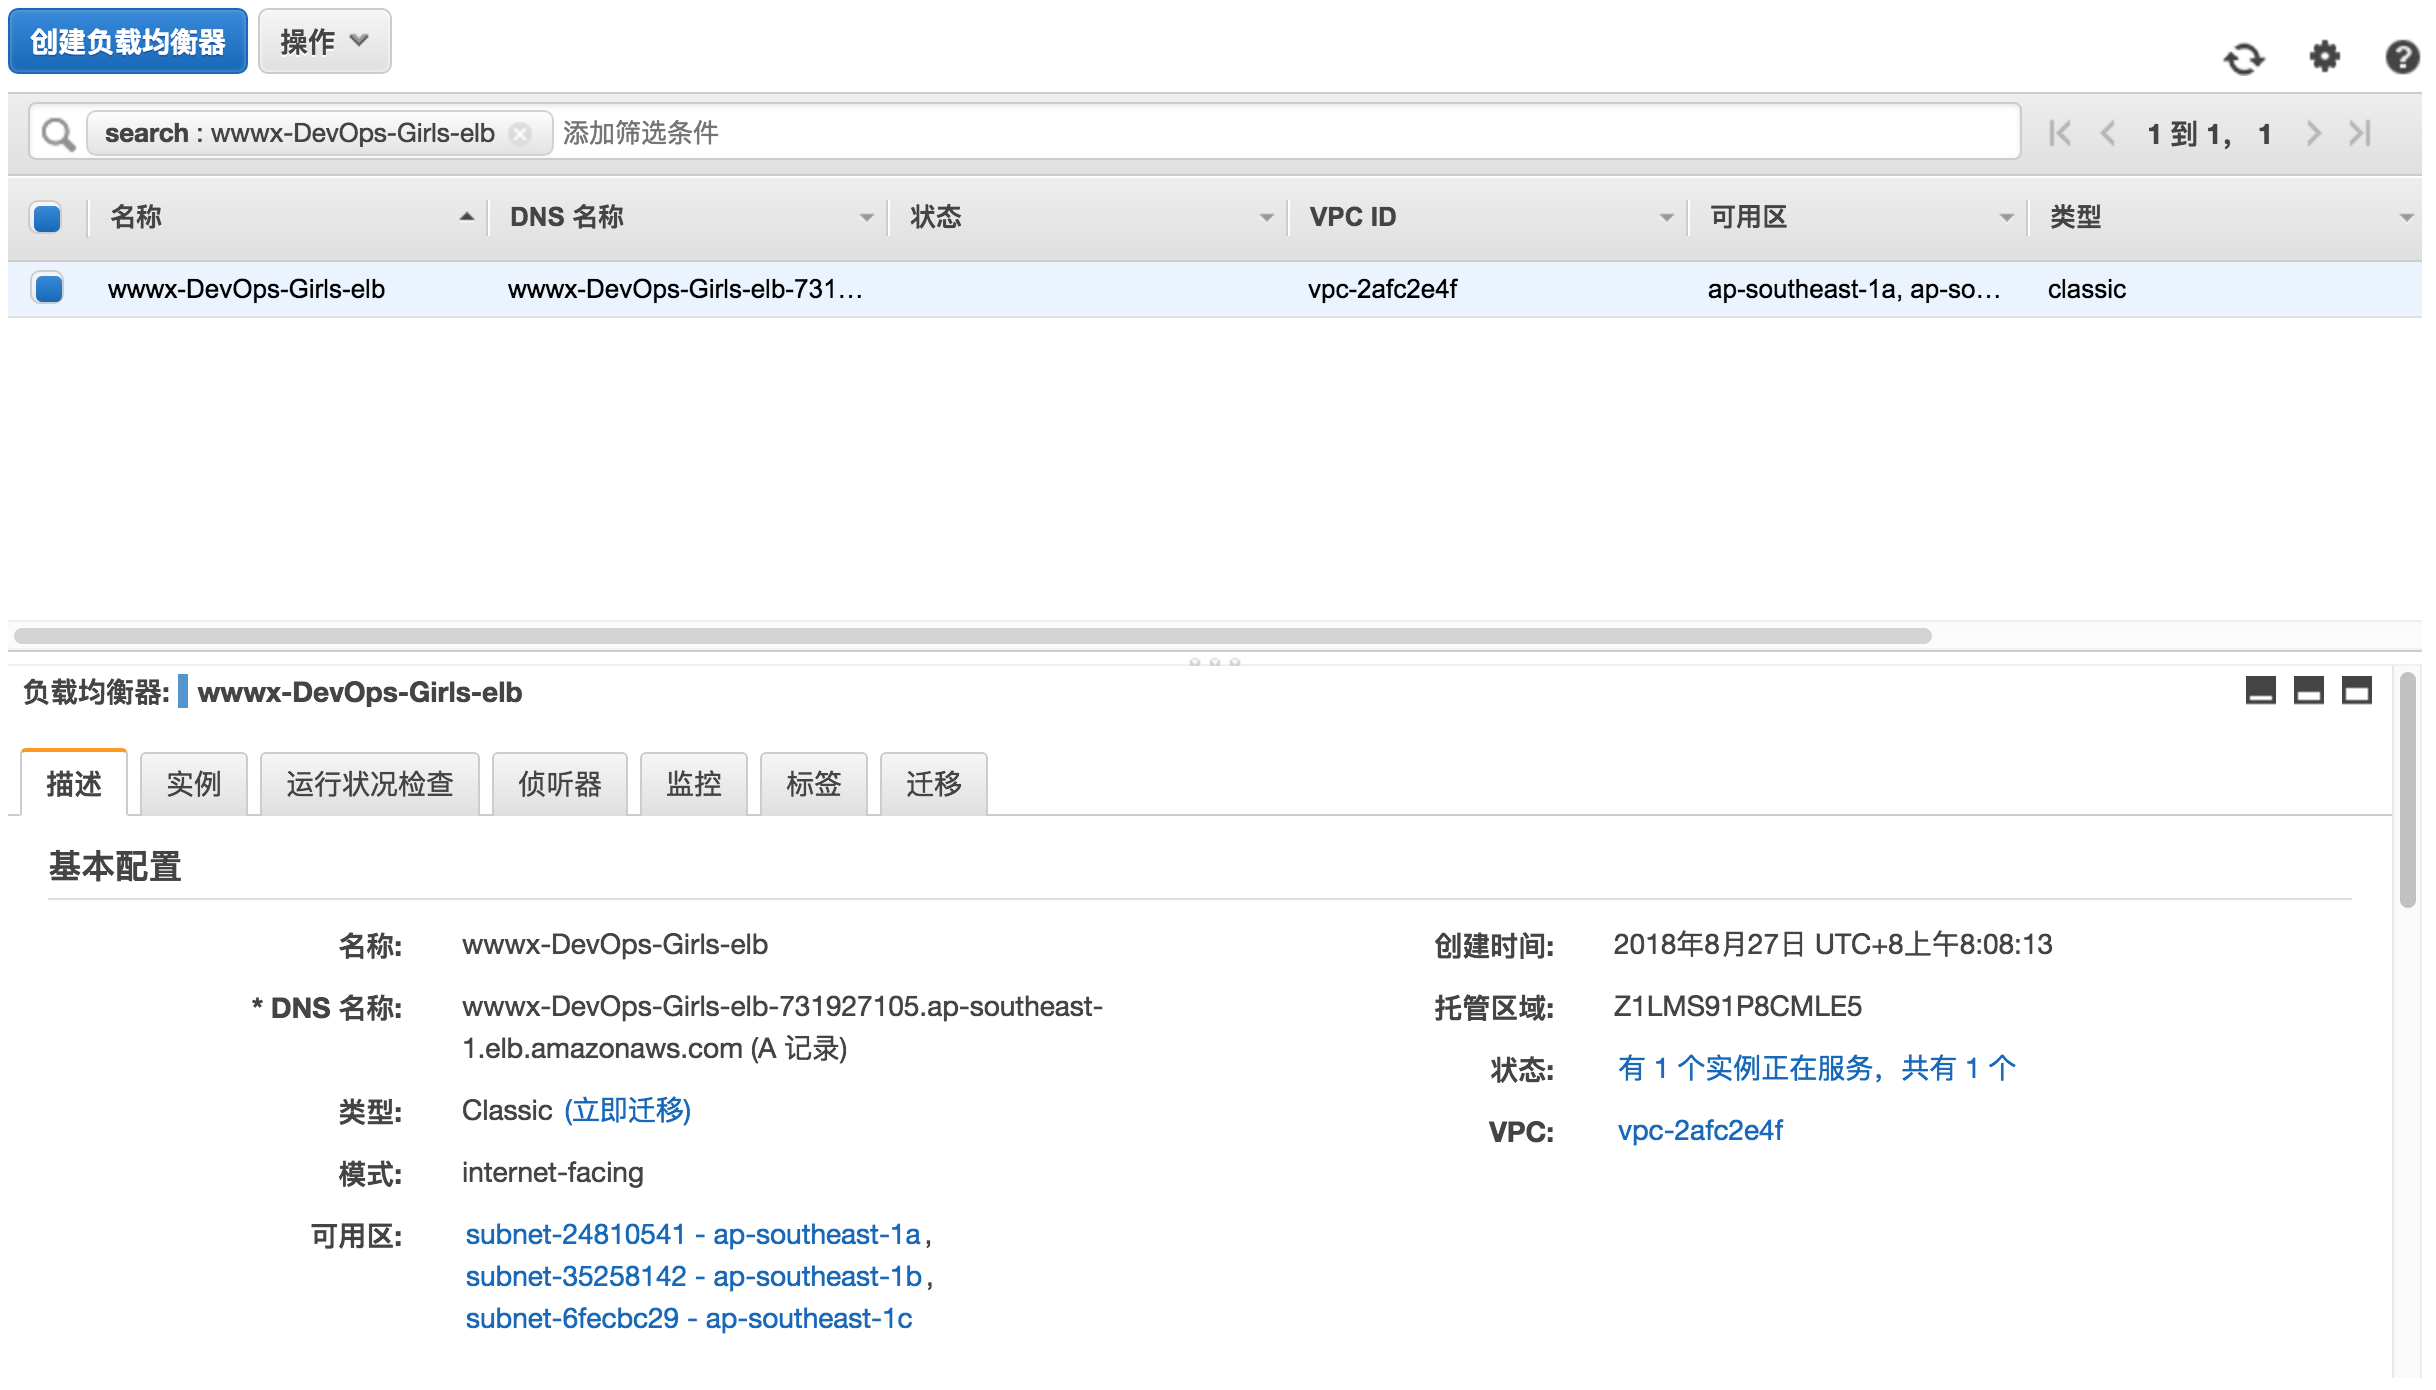 创建负载均衡器 操作
search : wwwx-DevOps-Girls-elb 添加筛选条件 1 到 1， 1
名称 DNS 名称 状态 VPC ID 可用区 类型
wwwx-DevOps-Girls-elb wwwx-DevOps-Girls-elb-731... vpc-2afc2e4f ap-southeast-1a, ap-so... classic
负载均衡器: wwwx-DevOps-Girls-elb
描述 实例 运行状况检查 侦听器 监控 标签 迁移
基本配置
名称: wwwx-DevOps-Girls-elb
* DNS 名称: wwwx-DevOps-Girls-elb-731927105.ap-southeast-
1.elb.amazonaws.com (A 记录)
类型: Classic (立即迁移)
模式: internet-facing
可用区: subnet-24810541 - ap-southeast-1a,
subnet-35258142 - ap-southeast-1b,
subnet-6fecbc29 - ap-southeast-1c
创建时间: 2018年8月27日 UTC+8上午8:08:13
托管区域: Z1LMS91P8CMLE5
状态: 有 1 个实例正在服务，共有 1 个
VPC: vpc-2afc2e4f